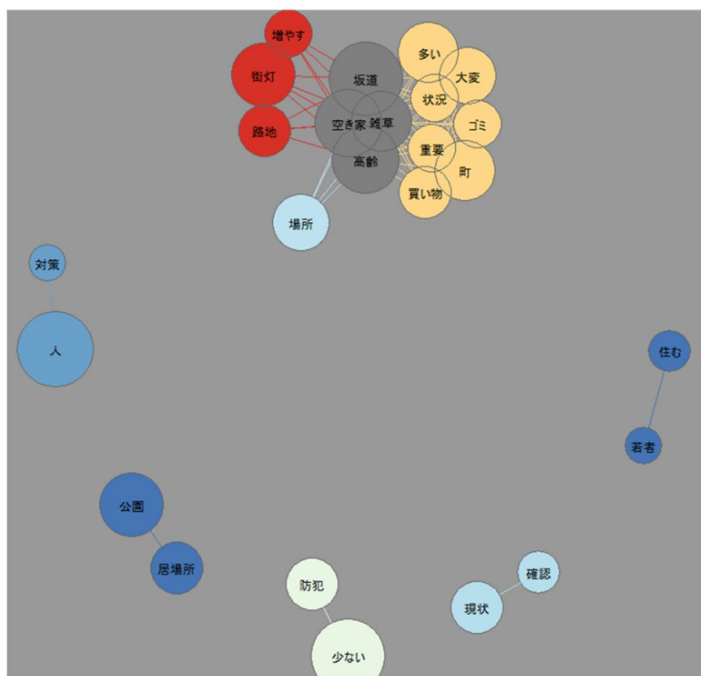 増やす
街灯
坂道
多い
大変
状況
路地
空き家
雑草
ゴミ
重要
高齢
町
買い物
場所
対策
人
住む
若者
公園
居場所
防犯
確認
現状
少ない